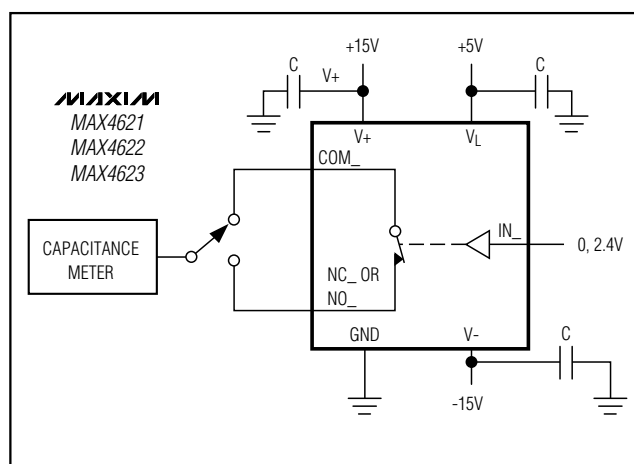 +15V
+5V
C
V+
C
MAXIM
MAX4621
MAX4622
MAX4623
V+
VL
COM_
CAPACITANCE
METER
IN_
0, 2.4V
NC_ OR
NO_
GND
V-
C
-15V